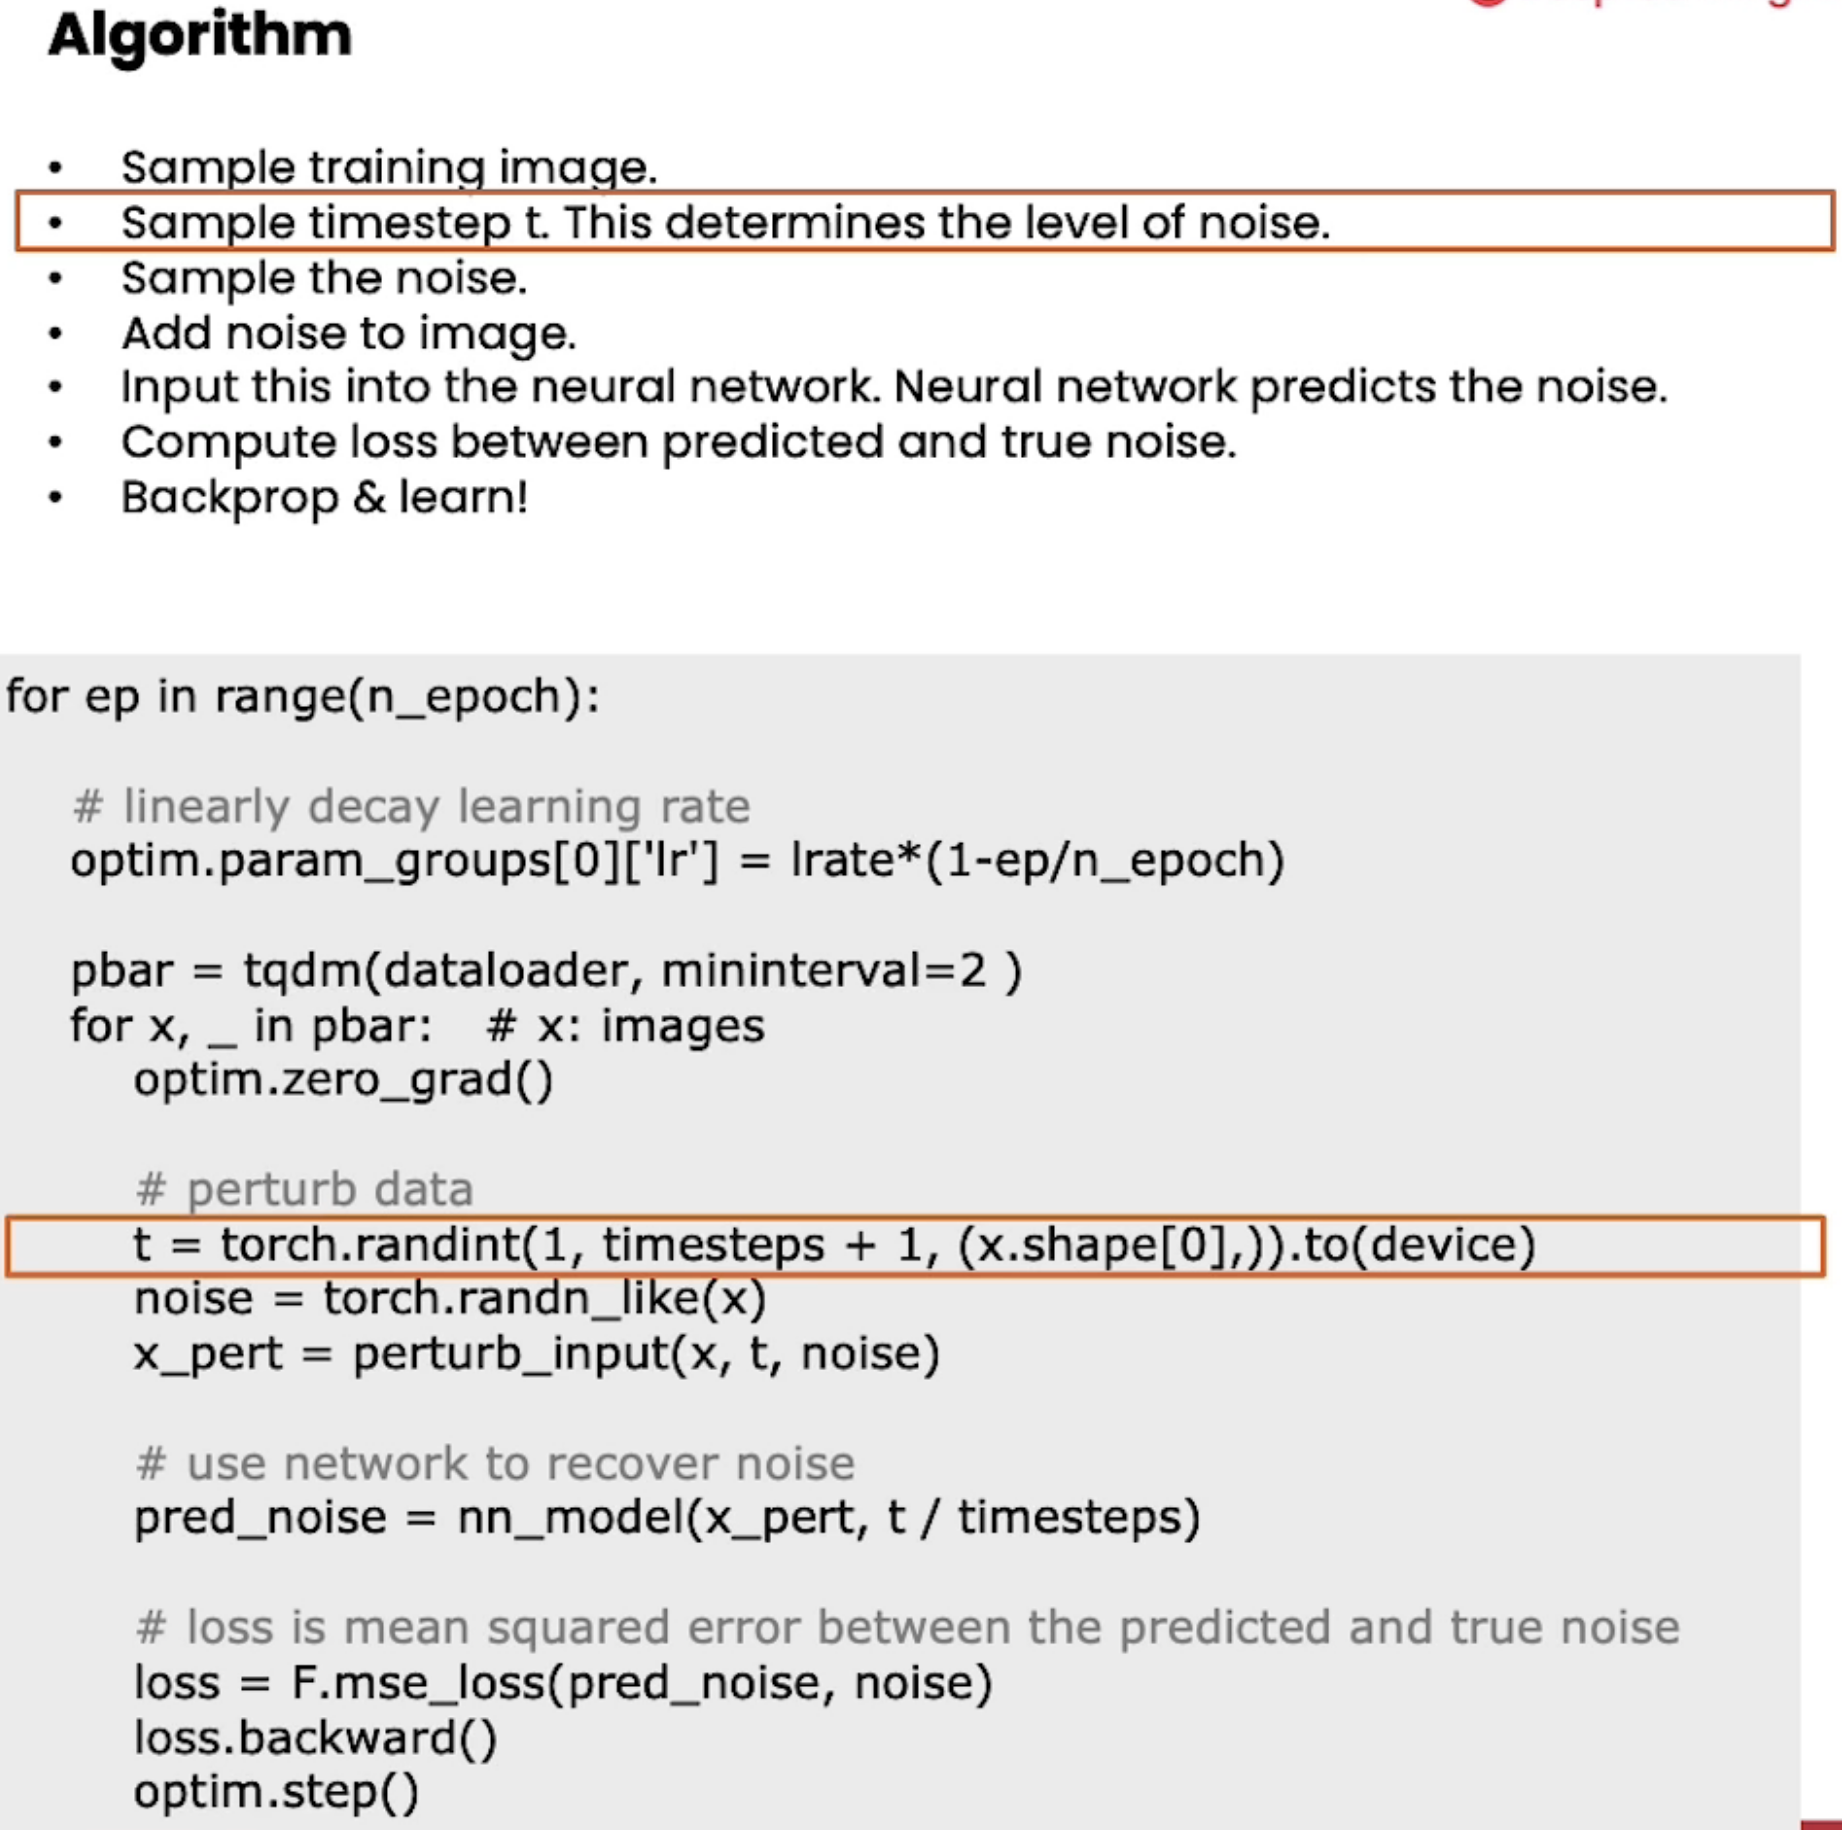 Algorithm
• Sample training image.
• Sample timestep t. This determines the level of noise.
• Sample the noise.
• Add noise to image.
• Input this into the neural network. Neural network predicts the noise.
• Compute loss between predicted and true noise.
• Backprop & learn!
for ep in range(n_epoch):
# linearly decay learning rate
optim.param_groups[0]['lr'] = lrate*(1-ep/n_epoch)
pbar = tqdm(dataloader, mininterval=2 )
for x, _ in pbar:   # x: images
optim.zero_grad()
# perturb data
t = torch.randint(1, timesteps + 1, (x.shape[0],)).to(device)
noise = torch.randn_like(x)
x_pert = perturb_input(x, t, noise)
# use network to recover noise
pred_noise = nn_model(x_pert, t / timesteps)
# loss is mean squared error between the predicted and true noise
loss = F.mse_loss(pred_noise, noise)
loss.backward()
optim.step()